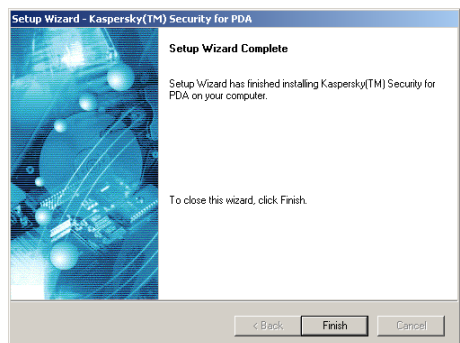 Setup Wizard - Kaspersky(TM) Security for PDA
Setup Wizard Complete
Setup Wizard has finished installing Kaspersky(TM) Security for
PDA on your computer.
To close this wizard, click Finish.
< Back Finish Cancel